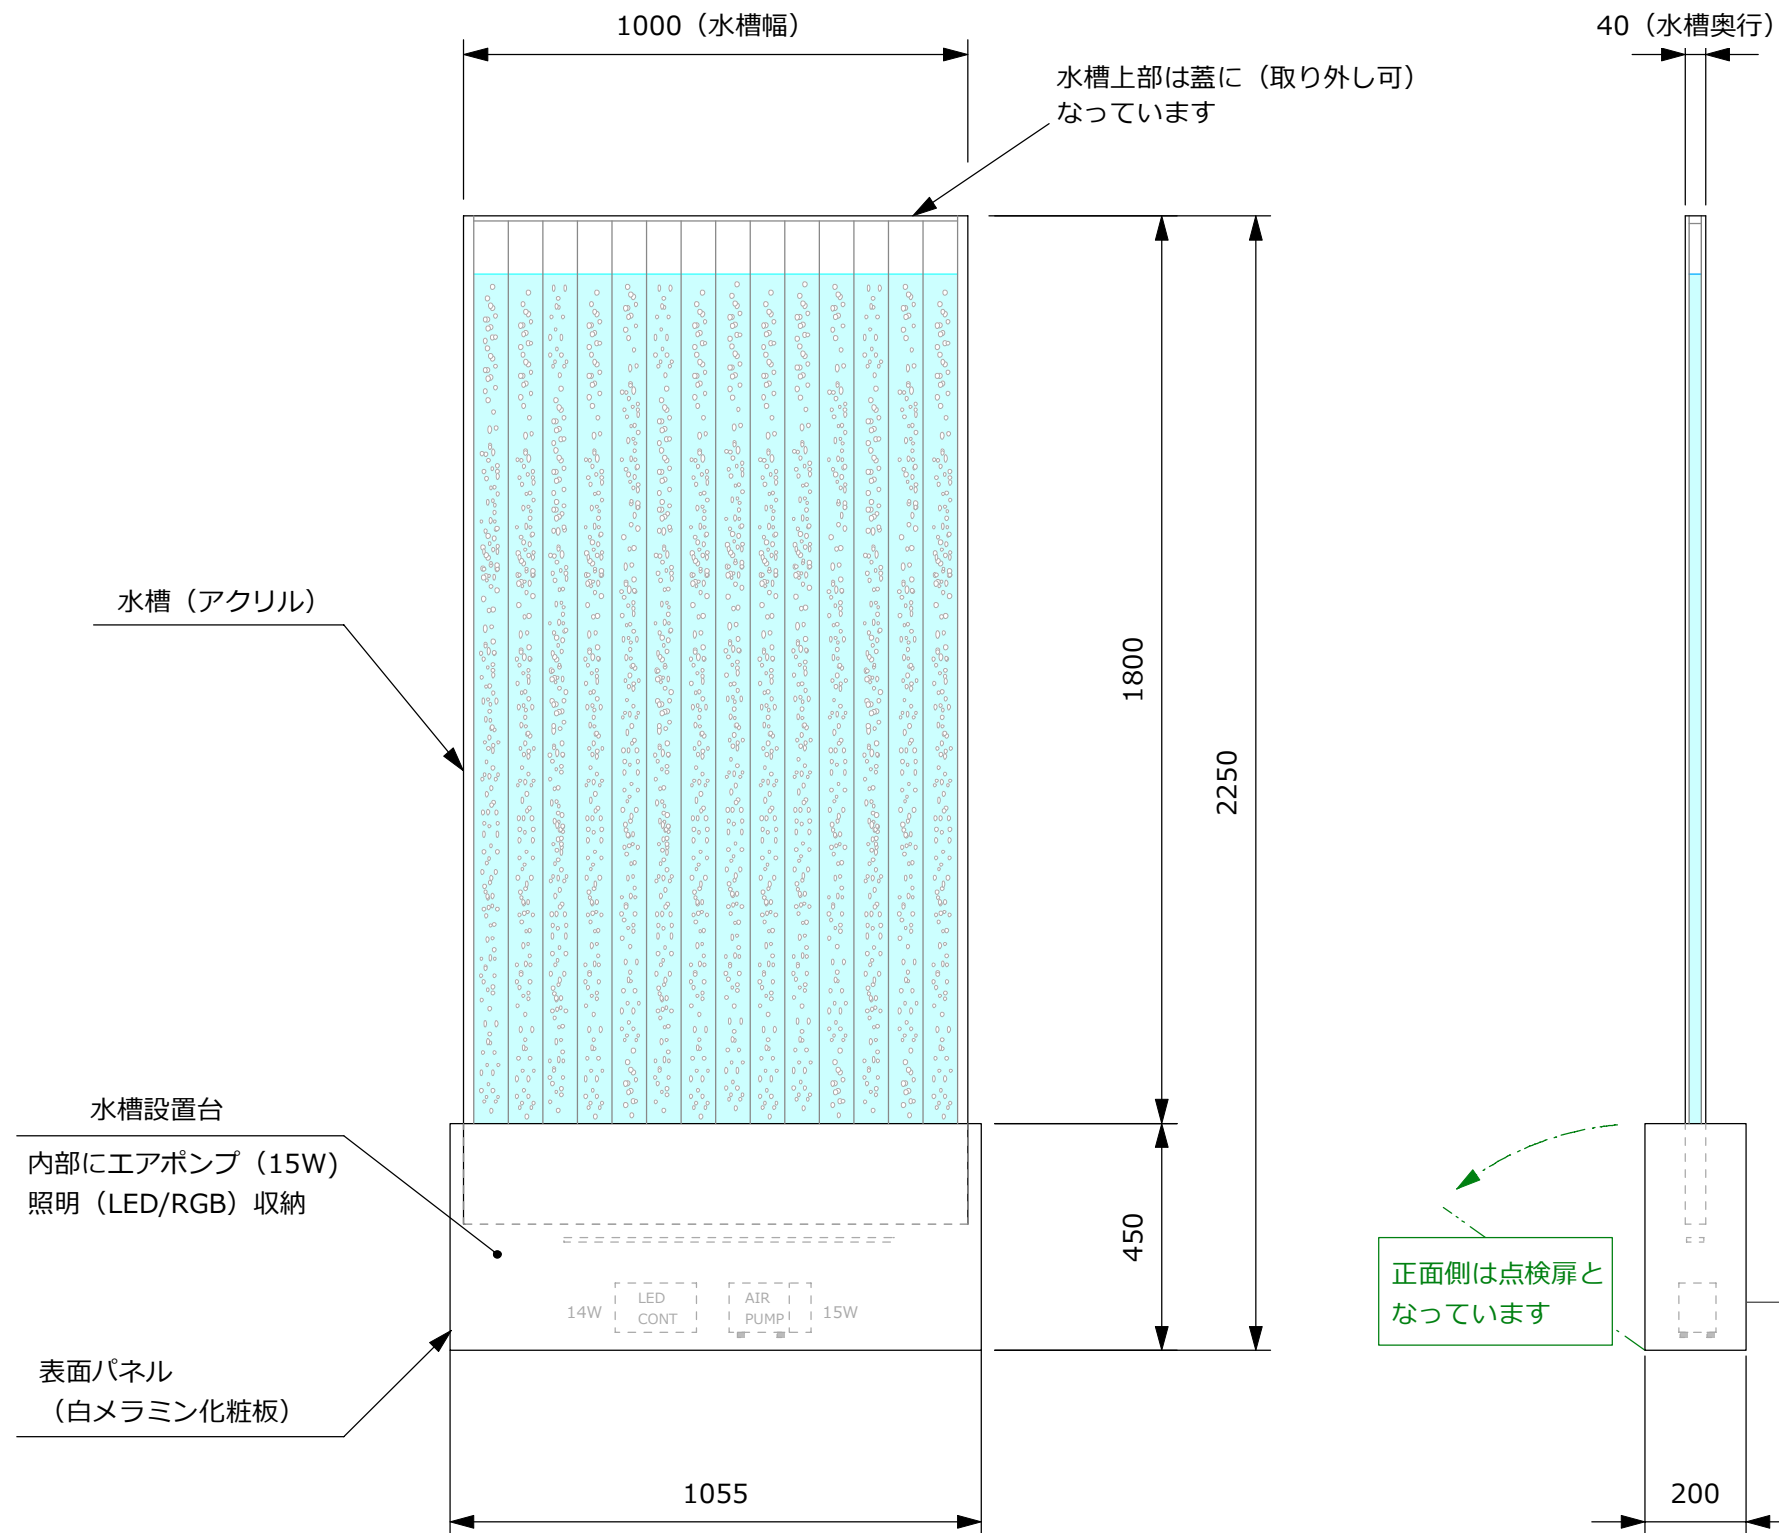 1000（水槽幅）
40（水槽奥行）
水槽上部は蓋に（取り外し可）
なっています
水槽（アクリル）
1800
2250
水槽設置台
内部にエアポンプ（15W)
照明（LED/RGB）収納
450
14W
LED
CONT
AIR
PUMP
15W
正面側は点検扉と
なっています
表面パネル
（白メラミン化粧板）
1055
200